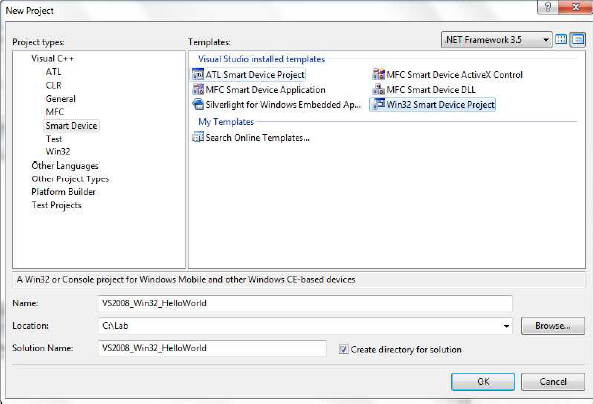 New Project
Project types:
Templates:
.NET Framework 3.5
Visual C++
ATL
CLR
General
MFC
Smart Device
Test
Win32
Other Languages
Other Project Types
Platform Builder
Test Projects
Visual Studio installed templates
ATL Smart Device Project
MFC Smart Device ActiveX Control
MFC Smart Device Application
MFC Smart Device DLL
Silverlight for Windows Embedded Ap...
Win32 Smart Device Project
My Templates
Search Online Templates...
A Win32 or Console project for Windows Mobile and other Windows CE-based devices
Name:
VS2008_Win32_HelloWorld
Location:
C:\Lab
Browse...
Solution Name:
VS2008_Win32_HelloWorld
Create directory for solution
OK
Cancel